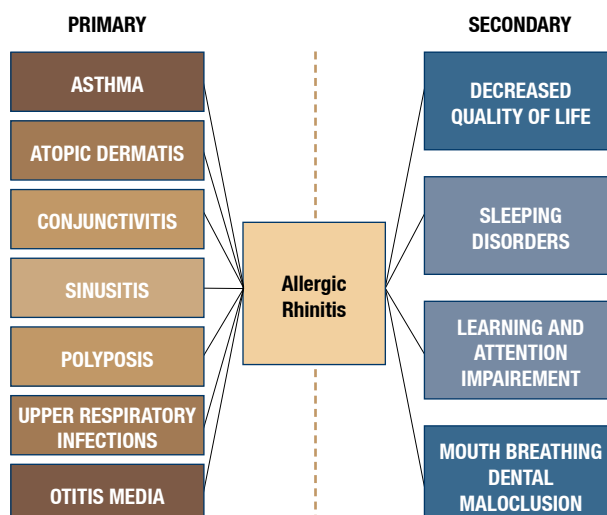 PRIMARY
ASTHMA
ATOPIC DERMATIS
CONJUNCTIVITIS
SINUSITIS
POLYPOSIS
UPPER RESPIRATORY
INFECTIONS
OTITIS MEDIA
Allergic
Rhinitis
SECONDARY
DECREASED
QUALITY OF LIFE
SLEEPING
DISORDERS
LEARNING AND
ATTENTION
IMPAIREMENT
MOUTH BREATHING
DENTAL
MALOCLUSION